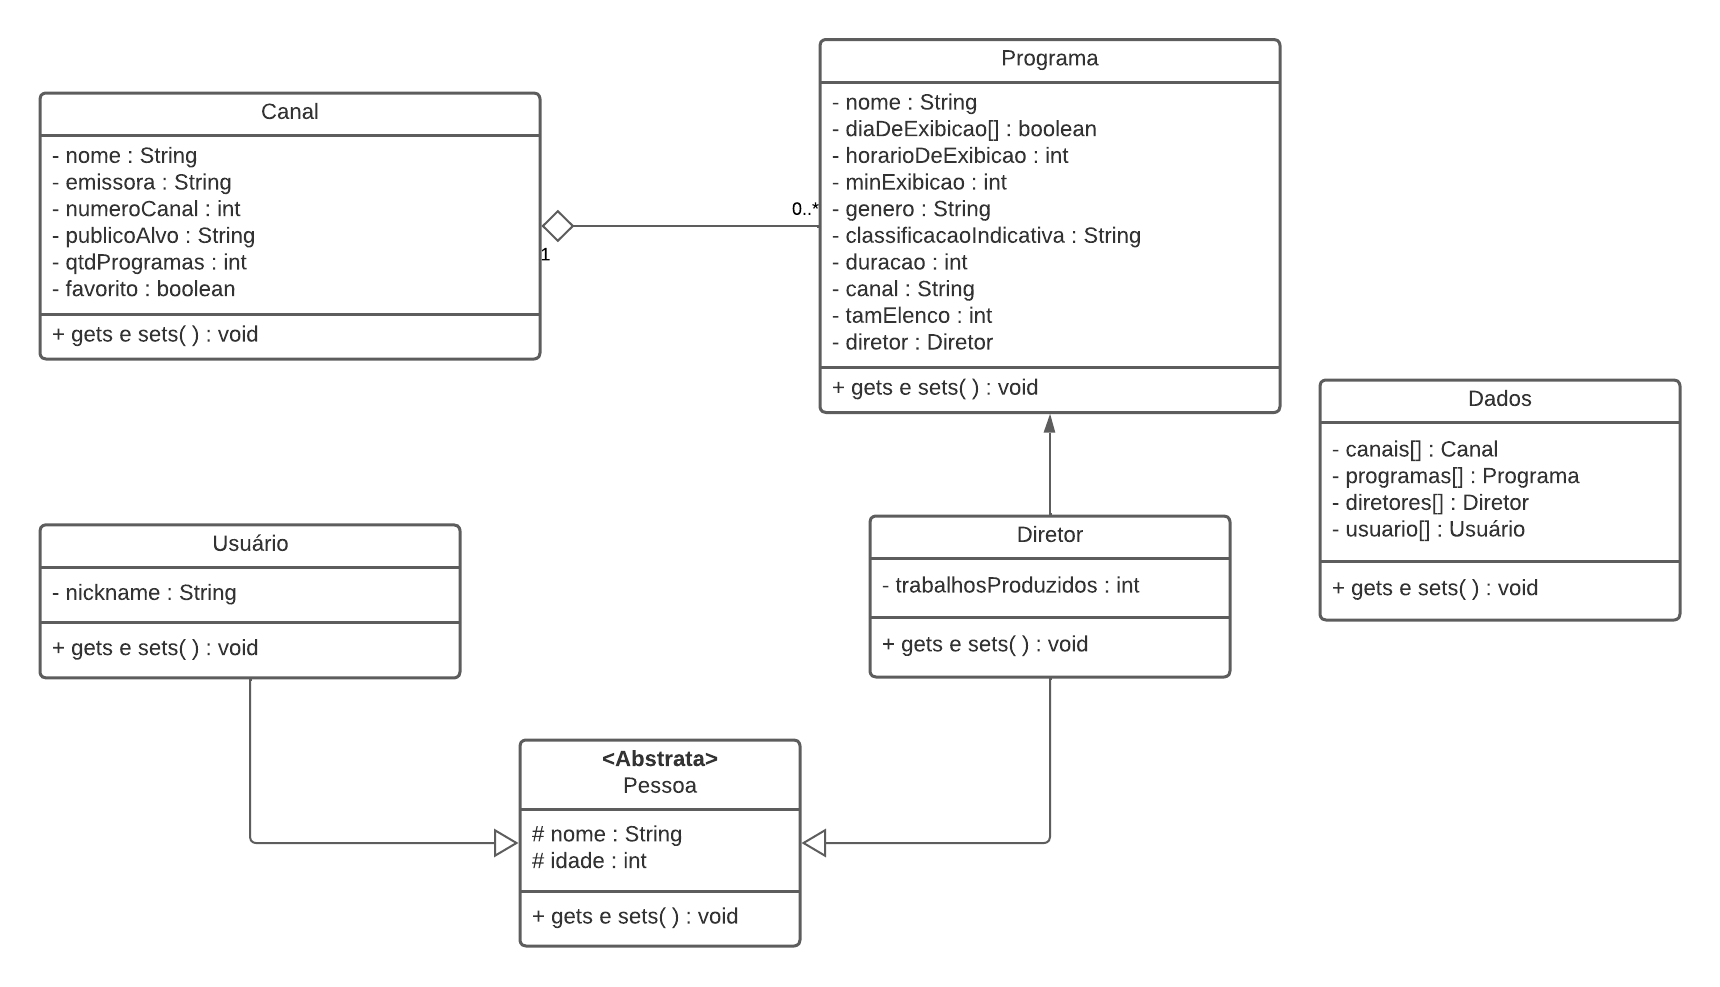 Canal
- nome : String
- emissora : String
- numeroCanal : int
- publicoAlvo : String
- qtdProgramas : int
- favorito : boolean
+ gets e sets( ) : void
1
0..*
Programa
- nome : String
- diaDeExibicao[] : boolean
- horarioDeExibicao : int
- minExibicao : int
- genero : String
- classificacaoIndicativa : String
- duracao : int
- canal : String
- tamElenco : int
- diretor : Diretor
+ gets e sets( ) : void
Dados
- canais[] : Canal
- programas[] : Programa
- diretores[] : Diretor
- usuario[] : Usuário
+ gets e sets( ) : void
Usuário
- nickname : String
+ gets e sets( ) : void
Diretor
- trabalhosProduzidos : int
+ gets e sets( ) : void
<Abstrata>
Pessoa
# nome : String
# idade : int
+ gets e sets( ) : void